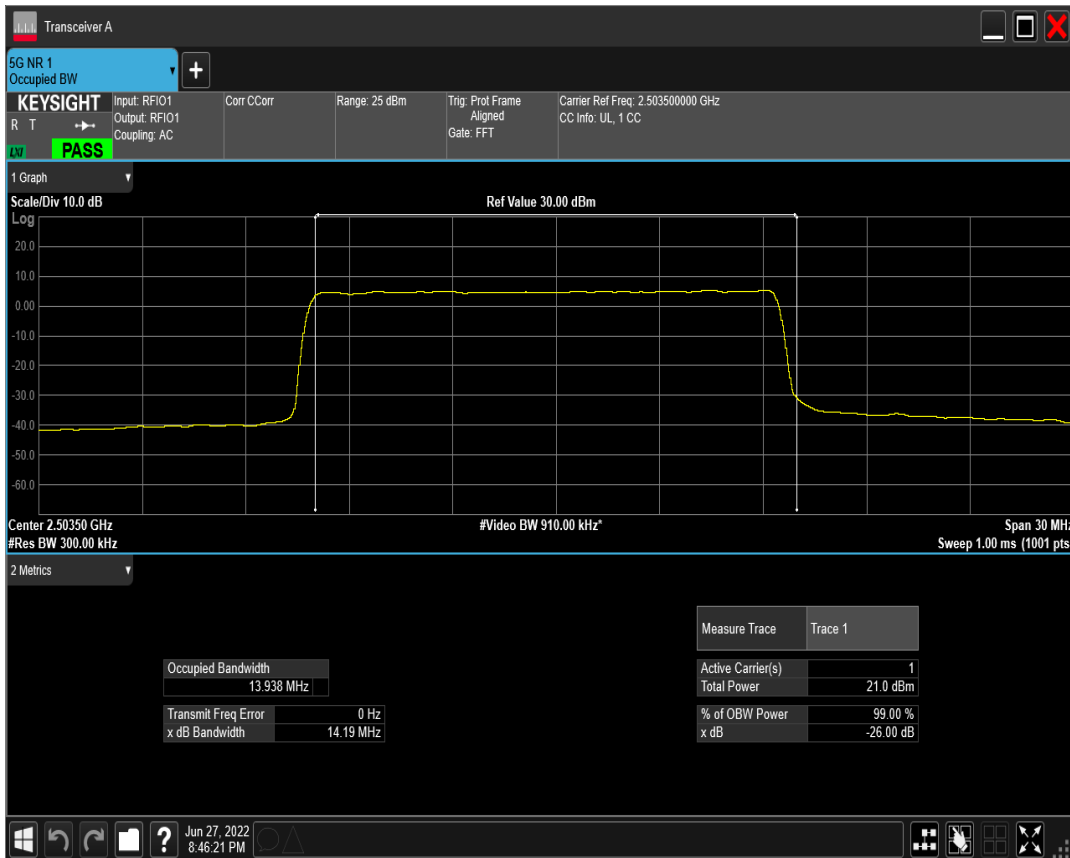 Transceiver A
5G NR 1
Occupied BW
KEYSIGHT
R T
LXI
PASS
Input: RFIO1
Output: RFIO1
Coupling: AC
Corr CCorr
Range: 25 dBm
Trig: Prot Frame
Aligned
Gate: FFT
Carrier Ref Freq: 2.503500000 GHz
CC Info: UL, 1 CC
1 Graph
Scale/Div 10.0 dB
Ref Value 30.00 dBm
Log
20.0
10.0
0.00
-10.0
-20.0
-30.0
-40.0
-50.0
-60.0
Center 2.50350 GHz
#Video BW 910.00 kHz*
Span 30 MHz
#Res BW 300.00 kHz
Sweep 1.00 ms (1001 pts
2 Metrics
Measure Trace Trace 1
Occupied Bandwidth
13.938 MHz
Active Carrier(s) 1
Total Power 21.0 dBm
Transmit Freq Error 0 Hz
x dB Bandwidth 14.19 MHz
% of OBW Power 99.00 %
x dB -26.00 dB
?
Jun 27, 2022
8:46:21 PM